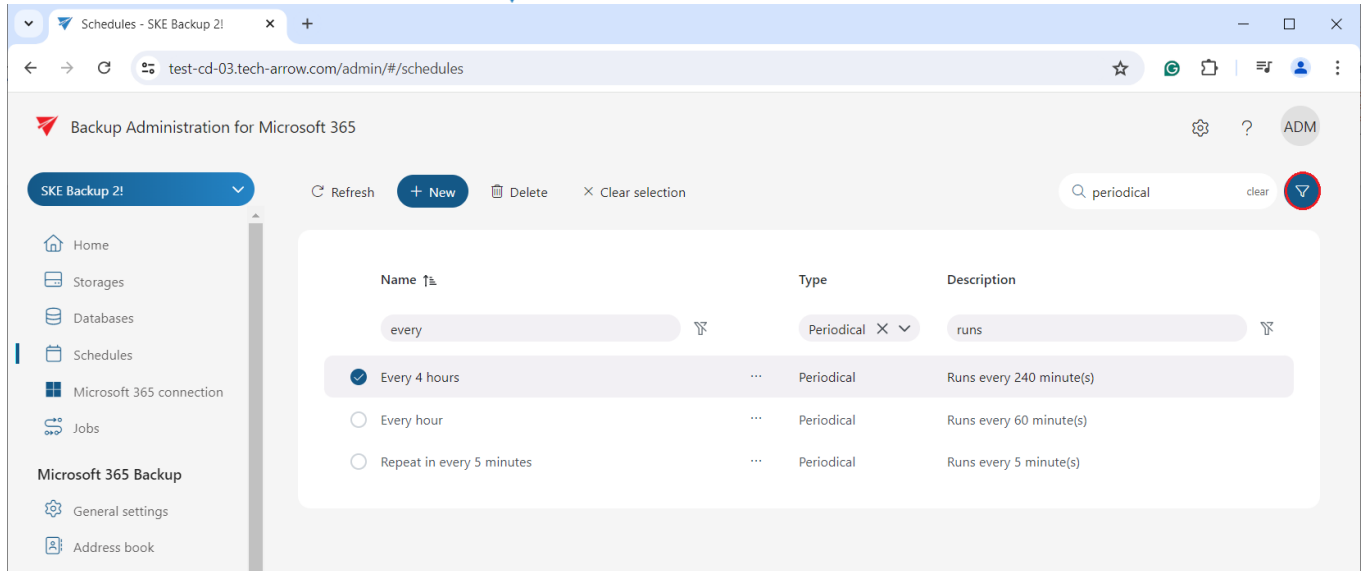 Schedules - SKE Backup 2!
test-cd-03.tech-arrow.com/admin/#/schedules
Backup Administration for Microsoft 365
? ADM
SKE Backup 2!
Refresh + New Delete × Clear selection periodical clear
Home
Storages
Databases
Schedules
Microsoft 365 connection
Jobs
Microsoft 365 Backup
General settings
Address book
Name Type Description
every Periodical runs
Every 4 hours ... Periodical Runs every 240 minute(s)
Every hour ... Periodical Runs every 60 minute(s)
Repeat in every 5 minutes ... Periodical Runs every 5 minute(s)